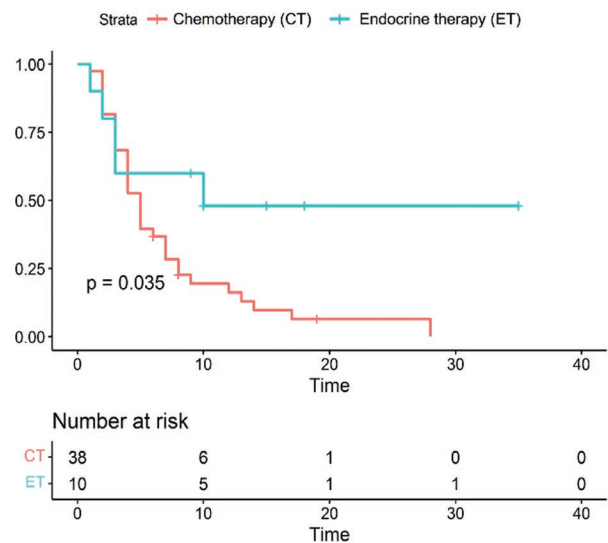 Strata Chemotherapy (CT) Endocrine therapy (ET)
1.00
0.75
0.50
0.25
0.00
p = 0.035
0 10 20 30 40
Time
Number at risk
CT 38 6 1 0 0
ET 10 5 1 1 0
0 10 20 30 40
Time